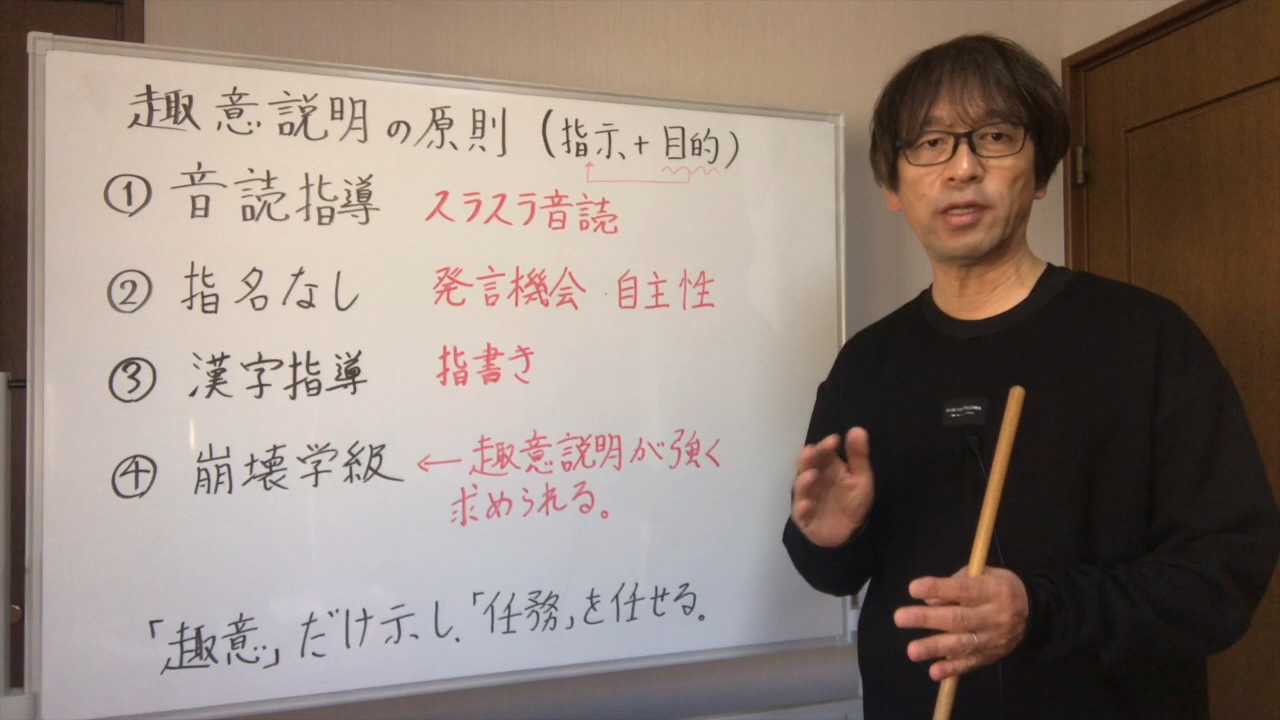 趣意説明の原則(指示+目的)
①音読指導 スラスラ音読
②指名なし 発言機会 自主性
③漢字指導 指書き
④崩壊学級←趣意説明が強く
求められる。
「趣意」だけ示し、「任務」を任せる。